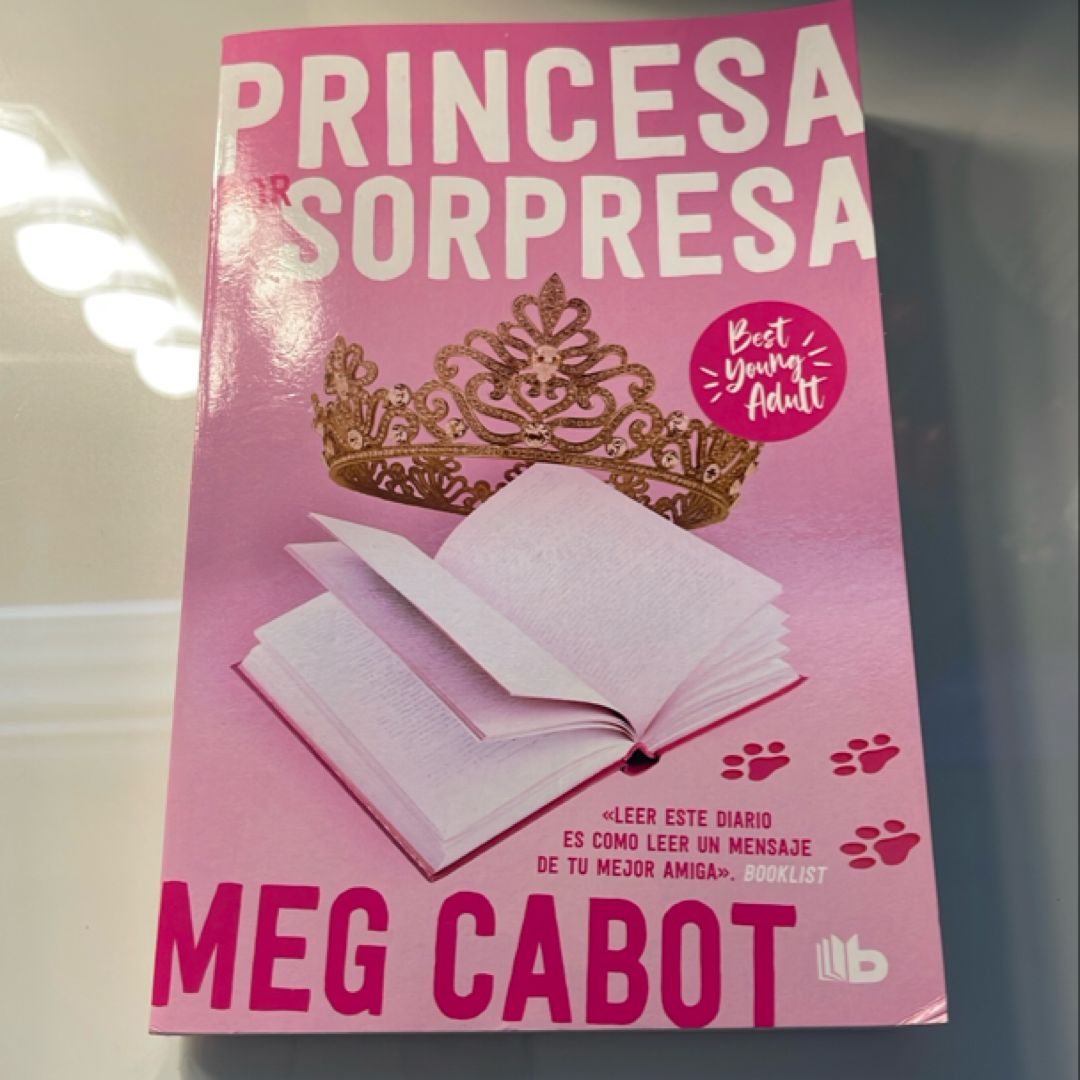 PRINCESA
POR
SORPRESA
Best
Young
Adult
«LEER ESTE DIARIO
ES COMO LEER UN MENSAJE
DE TU MEJOR AMIGA». BOOKLIST
MEG CABOT
b